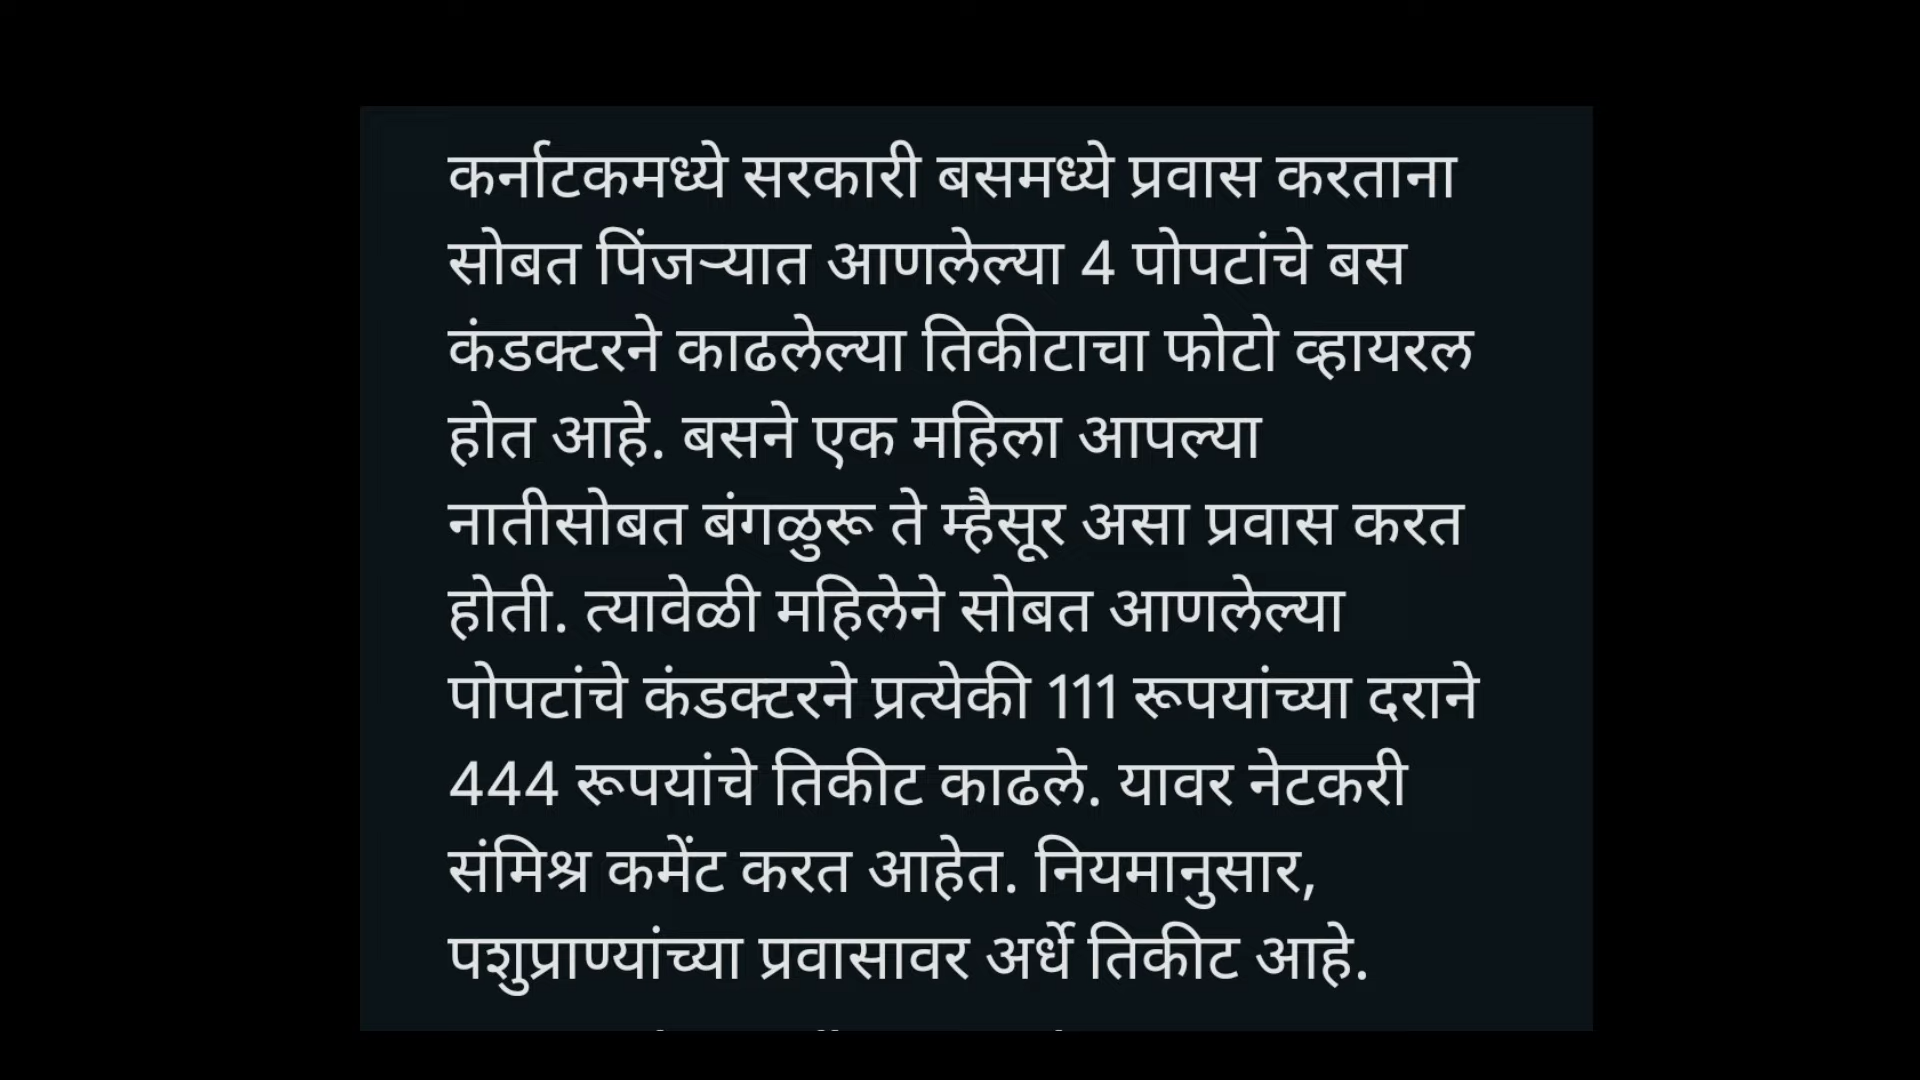 कर्नाटकमध्ये सरकारी बसमध्ये प्रवास करताना
सोबत पिंजऱ्यात आणलेल्या 4 पोपटांचे बस
कंडक्टरने काढलेल्या तिकीटाचा फोटो व्हायरल
होत आहे. बसने एक महिला आपल्या
नातीसोबत बंगळुरू ते म्हैसूर असा प्रवास करत
होती. त्यावेळी महिलेने सोबत आणलेल्या
पोपटांचे कंडक्टरने प्रत्येकी 111 रूपयांच्या दराने
444 रूपयांचे तिकीट काढले. यावर नेटकरी
संमिश्र कमेंट करत आहेत. नियमानुसार,
पशुप्राण्यांच्या प्रवासावर अर्धे तिकीट आहे.